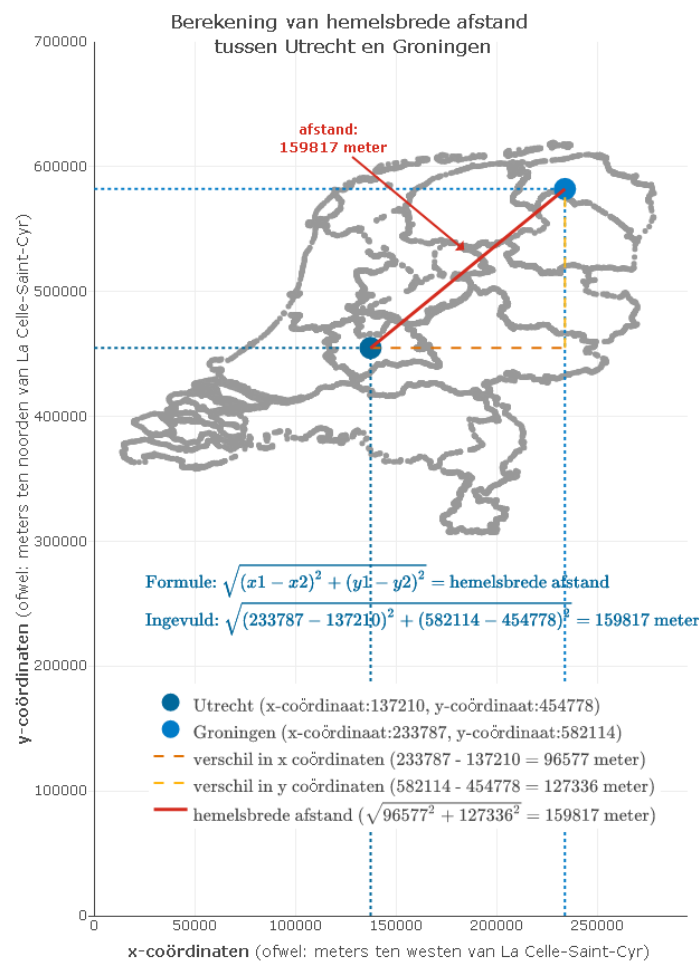 Berekening van hemelsbrede afstand
tussen Utrecht en Groningen
700000
600000
500000
400000
300000
200000
100000
0
y-coördinaten (ofwel: meters ten noorden van La Celle-Saint-Cyr)
afstand:
159817 meter
Formule: √(x1 − x2)² + (y1 − y2)² = hemelsbrede afstand
Ingevuld: √(233787 − 137210)² + (582114 − 454778)² = 159817 meter
Utrecht (x-coördinaat:137210, y-coördinaat:454778)
Groningen (x-coördinaat:233787, y-coördinaat:582114)
verschil in x coördinaten (233787 - 137210 = 96577 meter)
verschil in y coördinaten (582114 - 454778 = 127336 meter)
hemelsbrede afstand (√96577² + 127336² = 159817 meter)
0 50000 100000 150000 200000 250000
x-coördinaten (ofwel: meters ten westen van La Celle-Saint-Cyr)